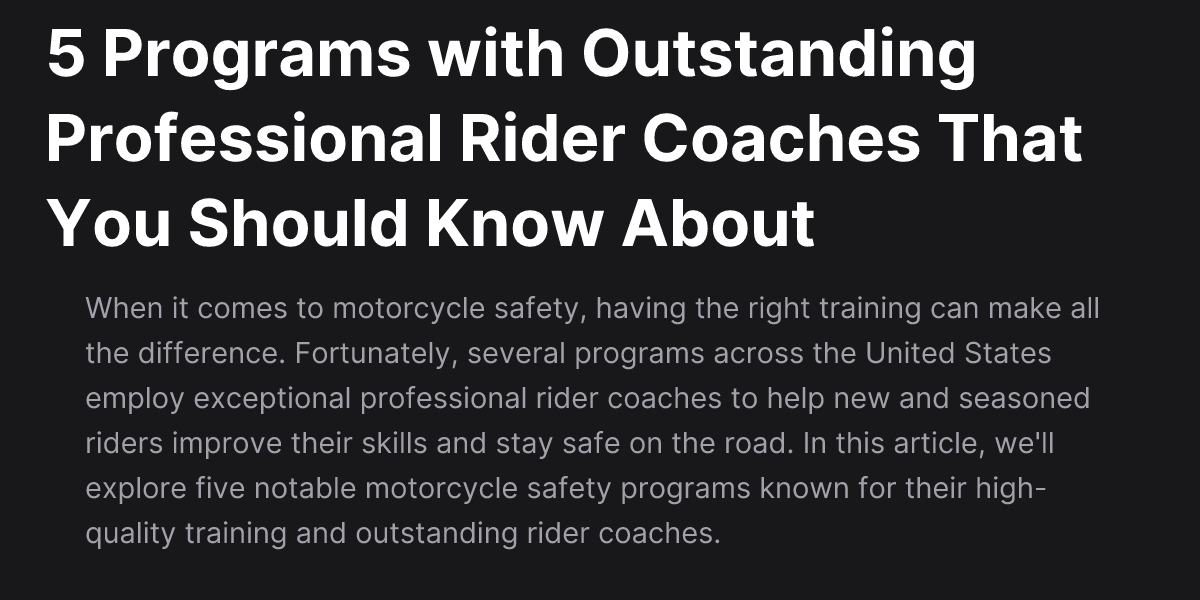 5 Programs with Outstanding
Professional Rider Coaches That
You Should Know About
When it comes to motorcycle safety, having the right training can make all
the difference. Fortunately, several programs across the United States
employ exceptional professional rider coaches to help new and seasoned
riders improve their skills and stay safe on the road. In this article, we'll
explore five notable motorcycle safety programs known for their high-
quality training and outstanding rider coaches.